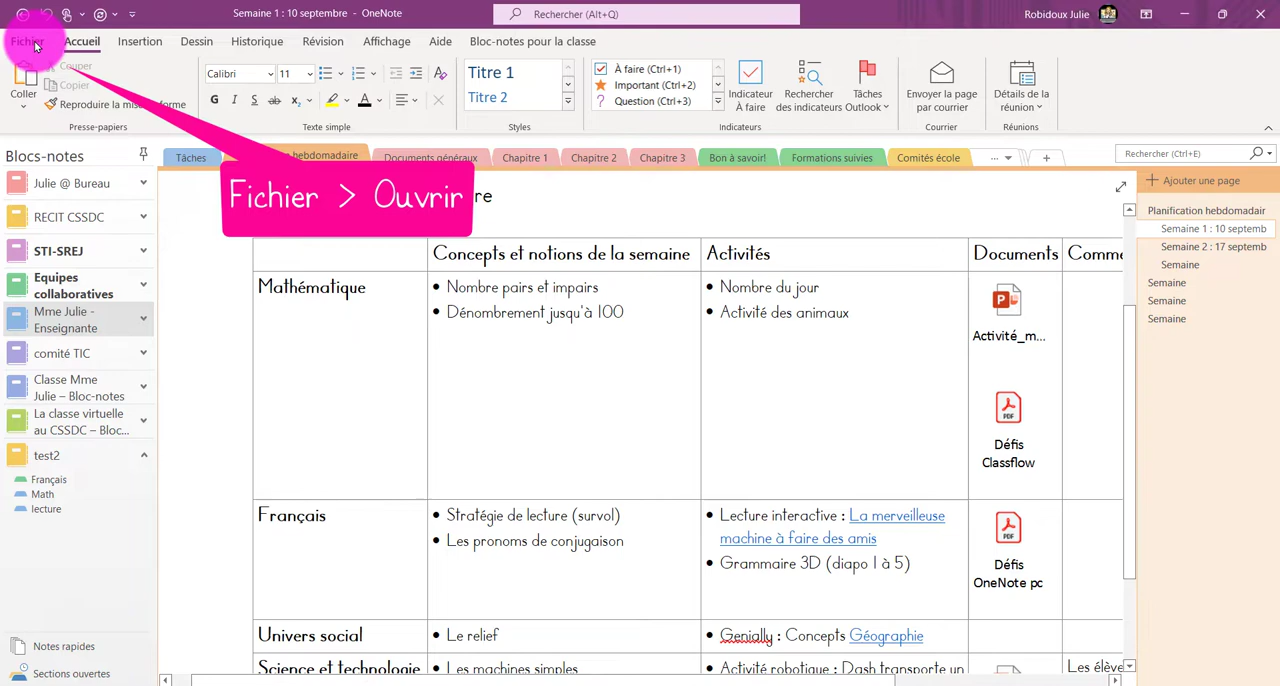 Semaine 1 : 10 septembre - OneNote
Rechercher (Alt+Q)
Robidoux Julie
Fichier
Accueil
Insertion
Dessin
Historique
Révision
Affichage
Aide
Bloc-notes pour la classe
Coller
Couper
Copier
Reproduire la mise forme
Presse-papiers
Calibri
11
G I S ab x₂ A
Texte simple
Titre 1
Titre 2
Styles
À faire (Ctrl+1)
Important (Ctrl+2)
Question (Ctrl+3)
Indicateur
À faire
Rechercher
des indicateurs
Tâches
Outlook
Indicateurs
Envoyer la page
par courrier
Courrier
Détails de la
réunion
Réunions
Blocs-notes
Tâches
hebdomadaire
Documents généraux
Chapitre 1
Chapitre 2
Chapitre 3
Bon à savoir!
Formations suivies
Comités école
...
Rechercher (Ctrl+E)
Fichier > Ouvrir
re
Julie @ Bureau
RECIT CSSDC
STI-SREJ
Equipes
collaboratives
Mme Julie -
Enseignante
comité TIC
Classe Mme
Julie – Bloc-notes
La classe virtuelle
au CSSDC – Bloc...
test2
Français
Math
lecture
Notes rapides
Sections ouvertes
Concepts et notions de la semaine
Activités
Documents
Comme
Mathématique
• Nombre pairs et impairs
• Dénombrement jusqu'à 100
• Nombre du jour
• Activité des animaux
Activité_m...
Défis
Classflow
Français
• Stratégie de lecture (survol)
• Les pronoms de conjugaison
• Lecture interactive : La merveilleuse
machine à faire des amis
• Grammaire 3D (diapo 1 à 5)
Défis
OneNote pc
Univers social
• Le relief
• Genially : Concepts Géographie
Science et technologie
• Les machines simples
• Activité robotique : Dash transporte un
Les élève
Ajouter une page
Planification hebdomadair
Semaine 1 : 10 septemb
Semaine 2 : 17 septemb
Semaine
Semaine
Semaine
Semaine